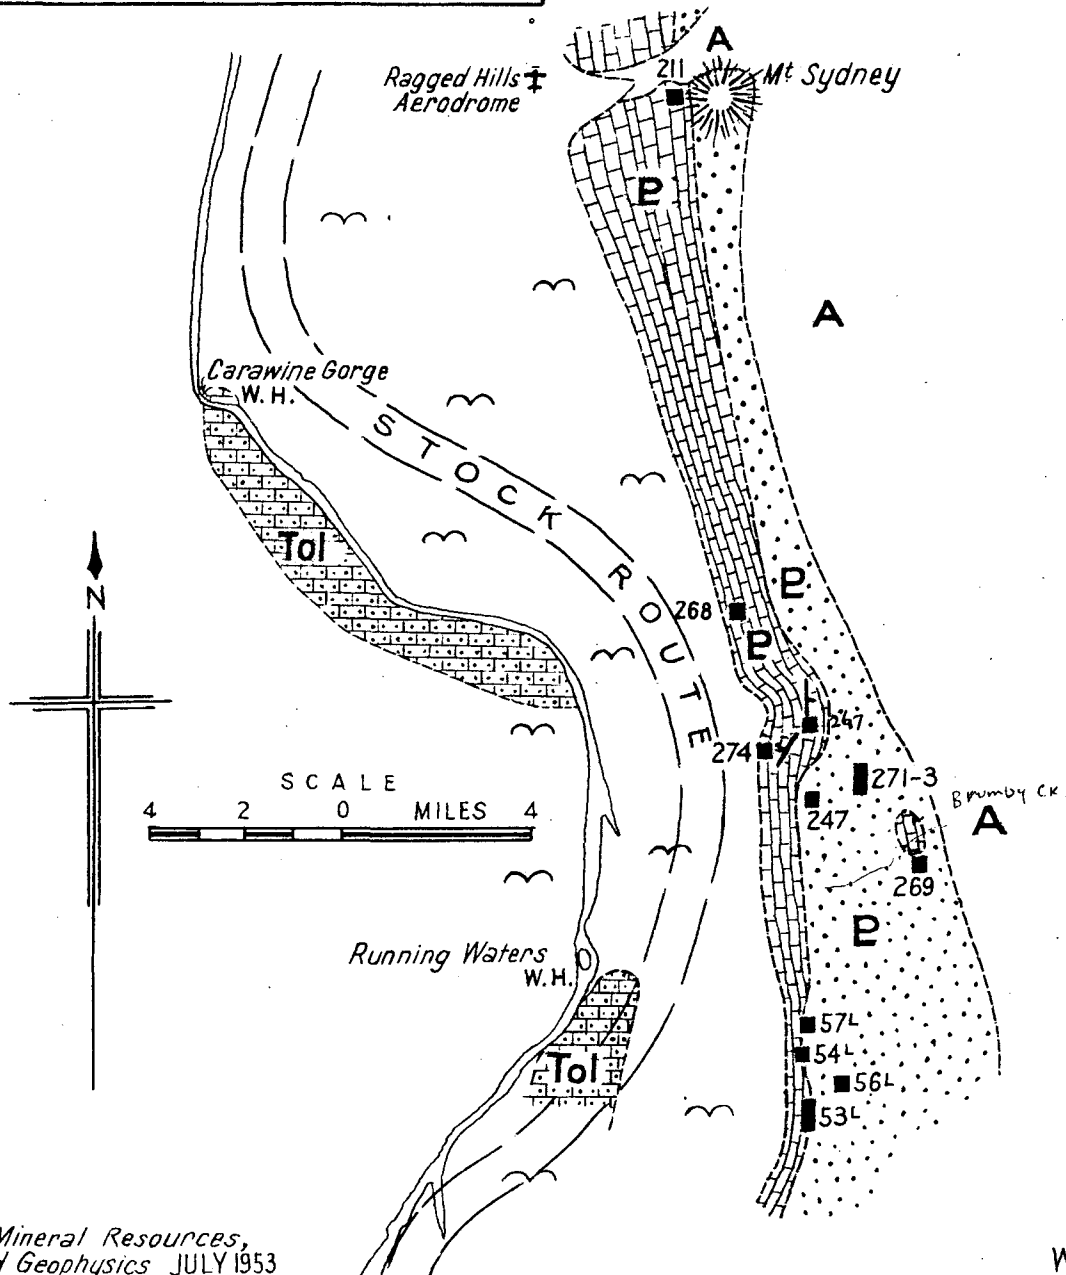 A
211
Mt Sydney
Ragged Hills
Aerodrome
P
A
Carawine Gorge
W. H.
STOCK ROUTE
Tol
N
268
P
P
247
274
271-3
247
Brumby CK.
A
269
SCALE
4 2 0 MILES 4
P
Running Waters
W. H.
57L
54L
Tol
56L
53L
Mineral Resources,
Geophysics JULY 1953
W